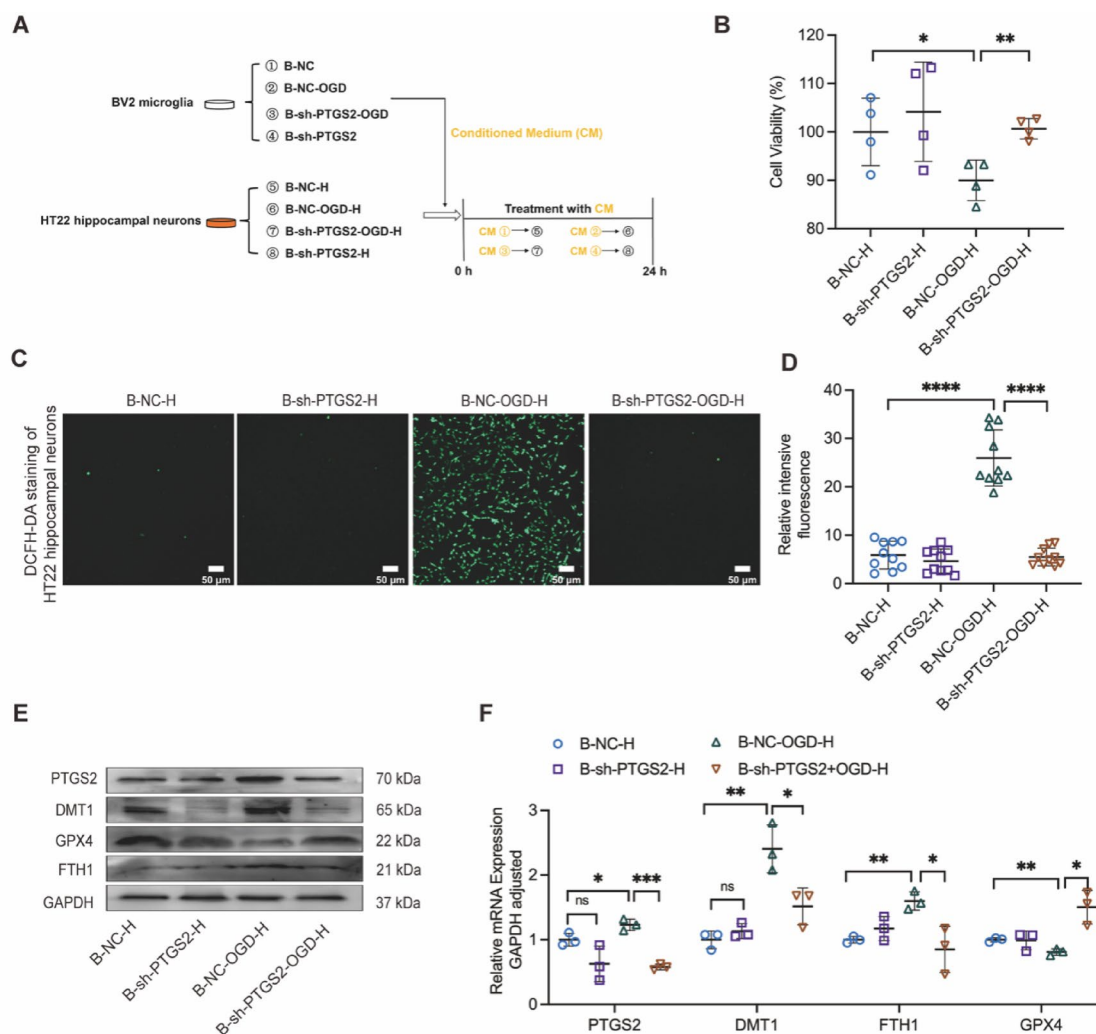 A
BV2 microglia
① B-NC
② B-NC-OGD
③ B-sh-PTGS2-OGD
④ B-sh-PTGS2
Conditioned Medium (CM)
HT22 hippocampal neurons
⑤ B-NC-H
⑥ B-NC-OGD-H
⑦ B-sh-PTGS2-OGD-H
⑧ B-sh-PTGS2-H
Treatment with CM
CM ① ⑤ CM ② ⑥
CM ③ ⑦ CM ④ ⑧
0 h 24 h
B
Cell Viability (%)
120
110
100
90
80
* **
B-NC-H
B-sh-PTGS2-H
B-NC-OGD-H
B-sh-PTGS2-OGD-H
C
DCFH-DA staining of
HT22 hippocampal neurons
B-NC-H B-sh-PTGS2-H B-NC-OGD-H B-sh-PTGS2-OGD-H
50 μm 50 μm 50 μm 50 μm
D
Relative intensive
fluorescence
40
30
20
10
0
**** ****
B-NC-H
B-sh-PTGS2-H
B-NC-OGD-H
B-sh-PTGS2-OGD-H
E
PTGS2 70 kDa
DMT1 65 kDa
GPX4 22 kDa
FTH1 21 kDa
GAPDH 37 kDa
B-NC-H
B-sh-PTGS2-H
B-NC-OGD-H
B-sh-PTGS2-OGD-H
F
B-NC-H B-NC-OGD-H
B-sh-PTGS2-H B-sh-PTGS2+OGD-H
Relative mRNA Expression
GAPDH adjusted
3
2
1
0
ns * ***
ns ** *
** *
** *
PTGS2 DMT1 FTH1 GPX4